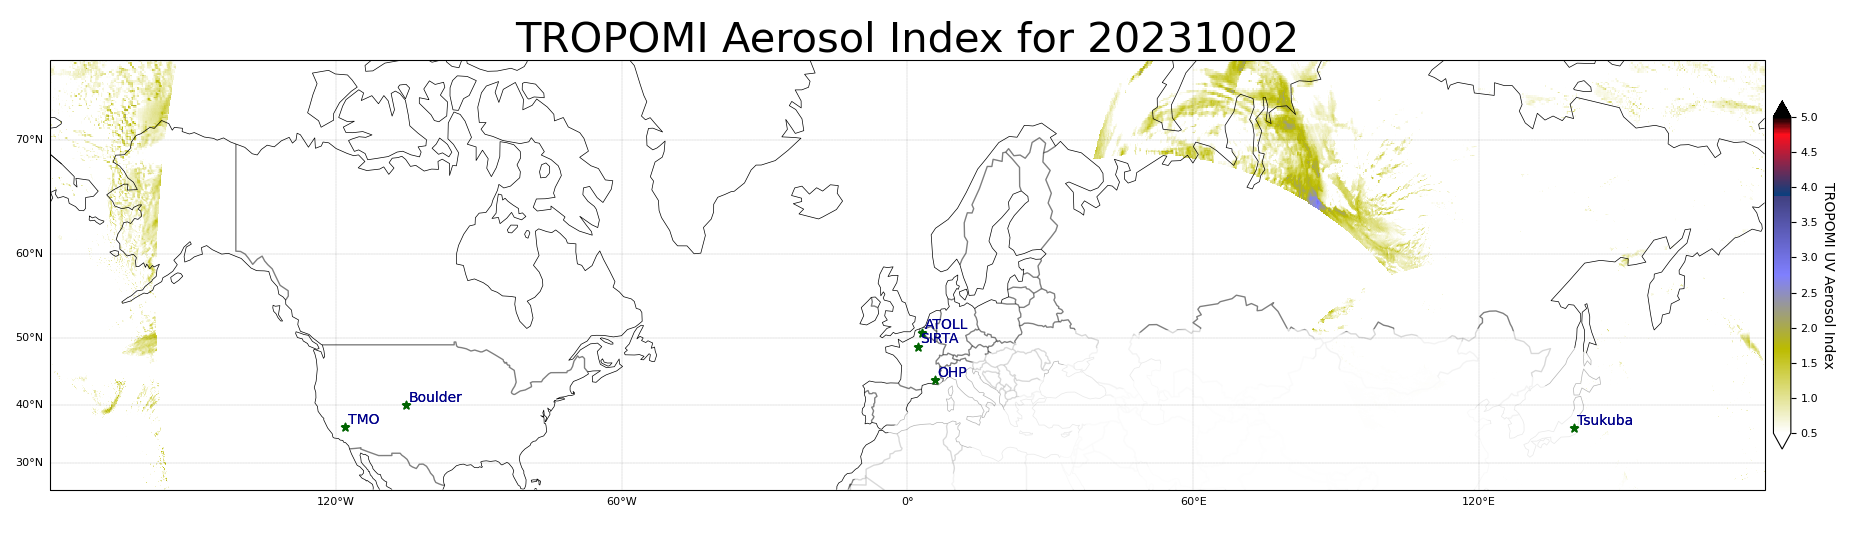 TROPOMI Aerosol Index for 20231002
70°N
60°N
50°N
40°N
30°N
120°W
60°W
0°
60°E
120°E
ATOLL
SIRTA
OHP
Boulder
TMO
Tsukuba
5.0
4.5
4.0
3.5
3.0
2.5
2.0
1.5
1.0
0.5
TROPOMI UV Aerosol Index